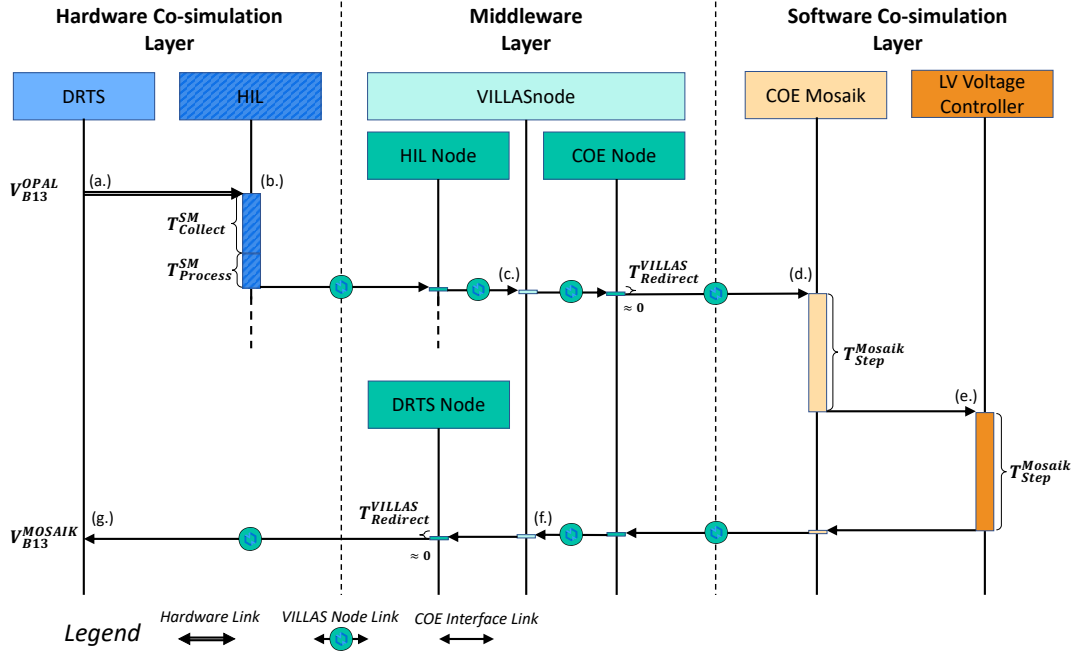 Hardware Co-simulation
Layer
Middleware
Layer
Software Co-simulation
Layer
DRTS
HIL
VILLASnode
COE Mosaik
LV Voltage
Controller
HIL Node
COE Node
V_{B13}^{OPAL}
(a.)
(b.)
T_{Collect}^{SM}
T_{Process}^{SM}
(c.)
T_{Redirect}^{VILLAS}
≈ 0
(d.)
T_{Step}^{Mosaik}
DRTS Node
(e.)
T_{Step}^{Mosaik}
V_{B13}^{MOSAIK}
(g.)
T_{Redirect}^{VILLAS}
≈ 0
(f.)
Legend
Hardware Link
VILLAS Node Link
COE Interface Link